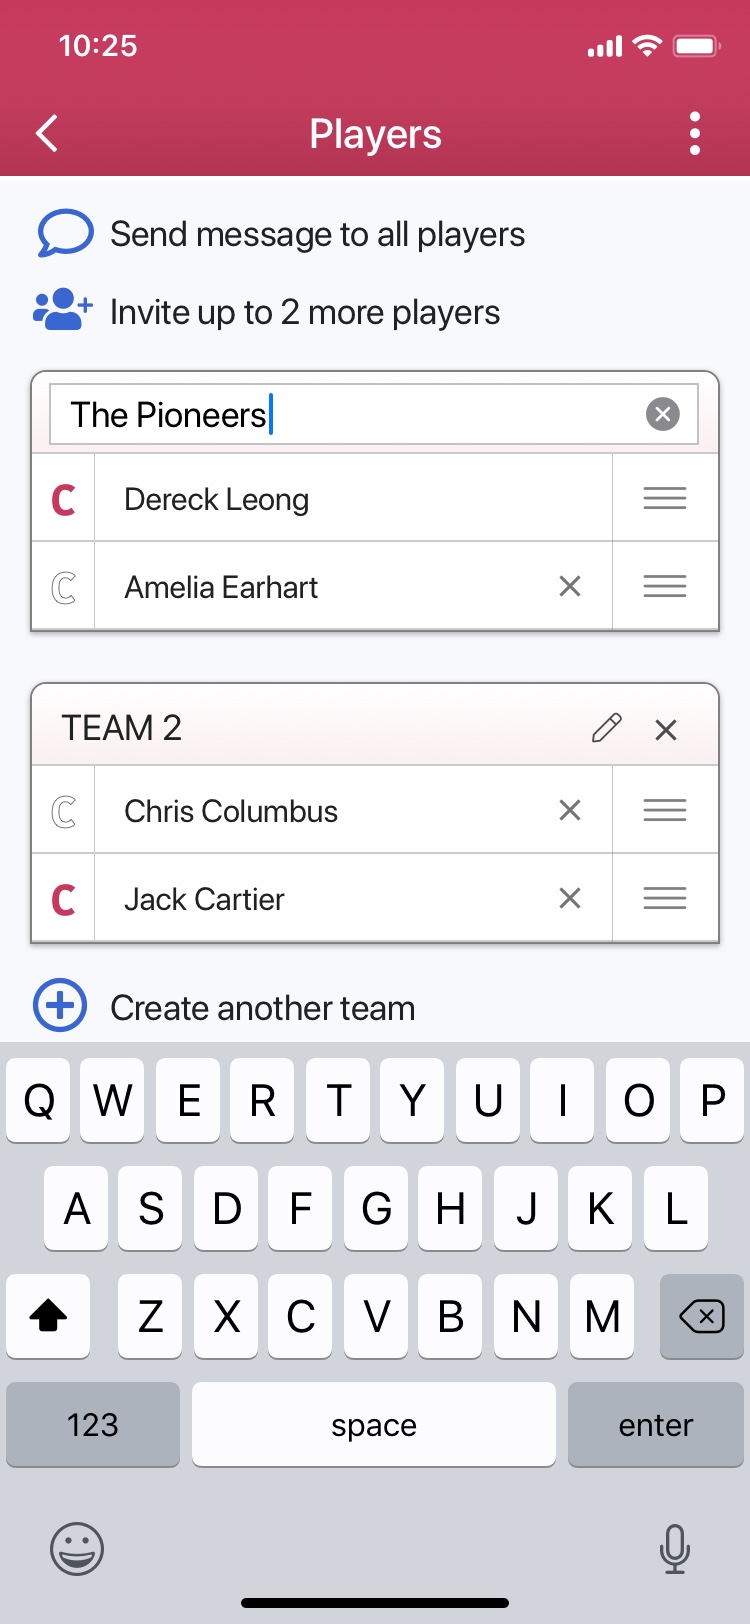 10:25
Players
Send message to all players
Invite up to 2 more players
The Pioneers
C Dereck Leong
C Amelia Earhart
TEAM 2
C Chris Columbus
C Jack Cartier
Create another team
Q W E R T Y U I O P
A S D F G H J K L
Z X C V B N M
123 space enter